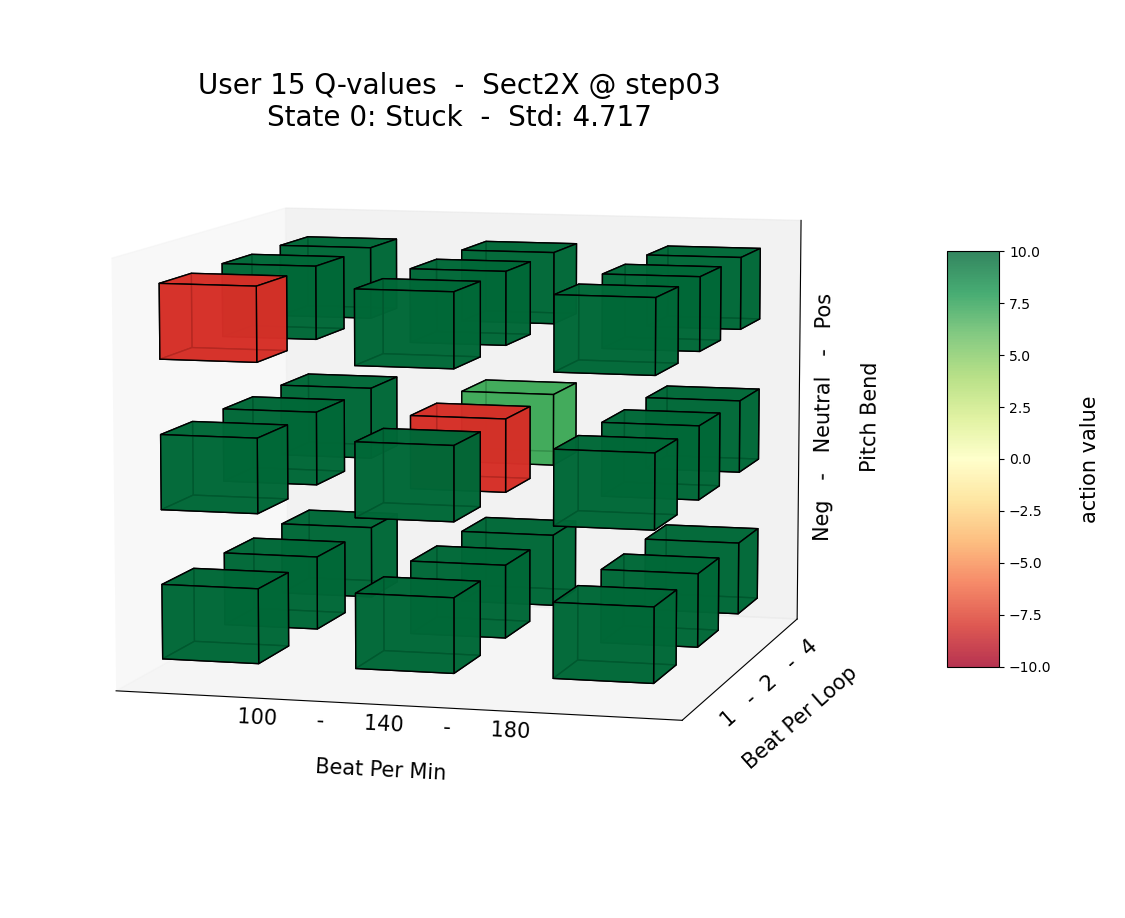 User 15 Q-values  -  Sect2X @ step03
State 0: Stuck  -  Std: 4.717
Neg  -  Neutral  -  Pos
Pitch Bend
1  -  2  -  4
Beat Per Loop
100  -  140  -  180
Beat Per Min
10.0
7.5
5.0
2.5
0.0
−2.5
−5.0
−7.5
−10.0
action value